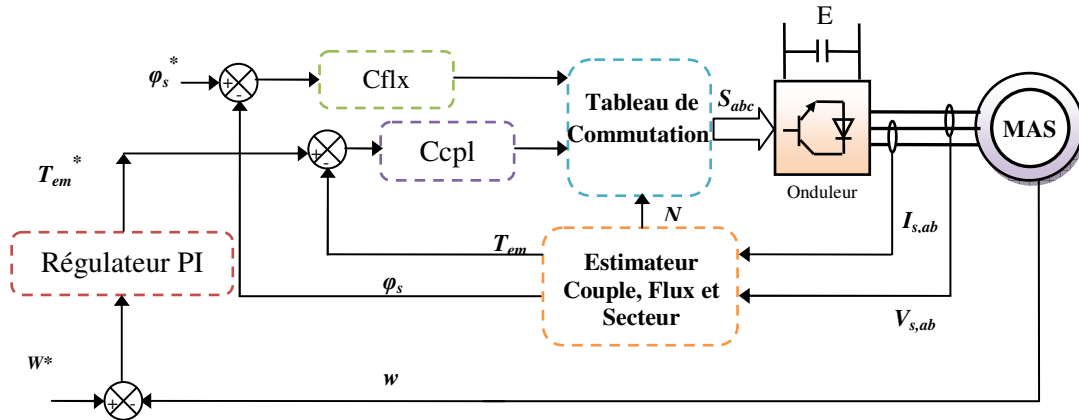 E
φs*
+
-
Cflx
Tableau de
Commutation
Sabc
MAS
+
-
Ccpl
Tem*
Onduleur
N
Is,ab
Tem
Régulateur PI
Estimateur
Couple, Flux et
Secteur
φs
Vs,ab
W*
w
+
-